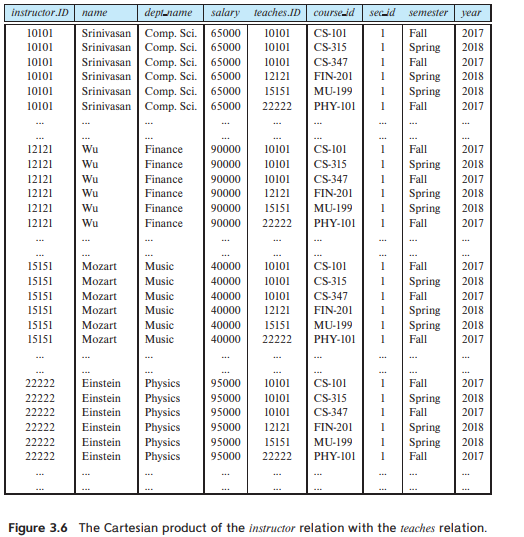 instructor.ID name dept_name salary teaches.ID course_id sec_id semester year
10101 Srinivasan Comp. Sci. 65000 10101 CS-101 1 Fall 2017
10101 Srinivasan Comp. Sci. 65000 10101 CS-315 1 Spring 2018
10101 Srinivasan Comp. Sci. 65000 10101 CS-347 1 Fall 2017
10101 Srinivasan Comp. Sci. 65000 12121 FIN-201 1 Spring 2018
10101 Srinivasan Comp. Sci. 65000 15151 MU-199 1 Spring 2018
10101 Srinivasan Comp. Sci. 65000 22222 PHY-101 1 Fall 2017
... ... ... ... ... ... ... ... ...
... ... ... ... ... ... ... ... ...
12121 Wu Finance 90000 10101 CS-101 1 Fall 2017
12121 Wu Finance 90000 10101 CS-315 1 Spring 2018
12121 Wu Finance 90000 10101 CS-347 1 Fall 2017
12121 Wu Finance 90000 12121 FIN-201 1 Spring 2018
12121 Wu Finance 90000 15151 MU-199 1 Spring 2018
12121 Wu Finance 90000 22222 PHY-101 1 Fall 2017
... ... ... ... ... ... ... ... ...
... ... ... ... ... ... ... ... ...
15151 Mozart Music 40000 10101 CS-101 1 Fall 2017
15151 Mozart Music 40000 10101 CS-315 1 Spring 2018
15151 Mozart Music 40000 10101 CS-347 1 Fall 2017
15151 Mozart Music 40000 12121 FIN-201 1 Spring 2018
15151 Mozart Music 40000 15151 MU-199 1 Spring 2018
15151 Mozart Music 40000 22222 PHY-101 1 Fall 2017
... ... ... ... ... ... ... ... ...
... ... ... ... ... ... ... ... ...
22222 Einstein Physics 95000 10101 CS-101 1 Fall 2017
22222 Einstein Physics 95000 10101 CS-315 1 Spring 2018
22222 Einstein Physics 95000 10101 CS-347 1 Fall 2017
22222 Einstein Physics 95000 12121 FIN-201 1 Spring 2018
22222 Einstein Physics 95000 15151 MU-199 1 Spring 2018
22222 Einstein Physics 95000 22222 PHY-101 1 Fall 2017
... ... ... ... ... ... ... ... ...
... ... ... ... ... ... ... ... ...
Figure 3.6 The Cartesian product of the instructor relation with the teaches relation.